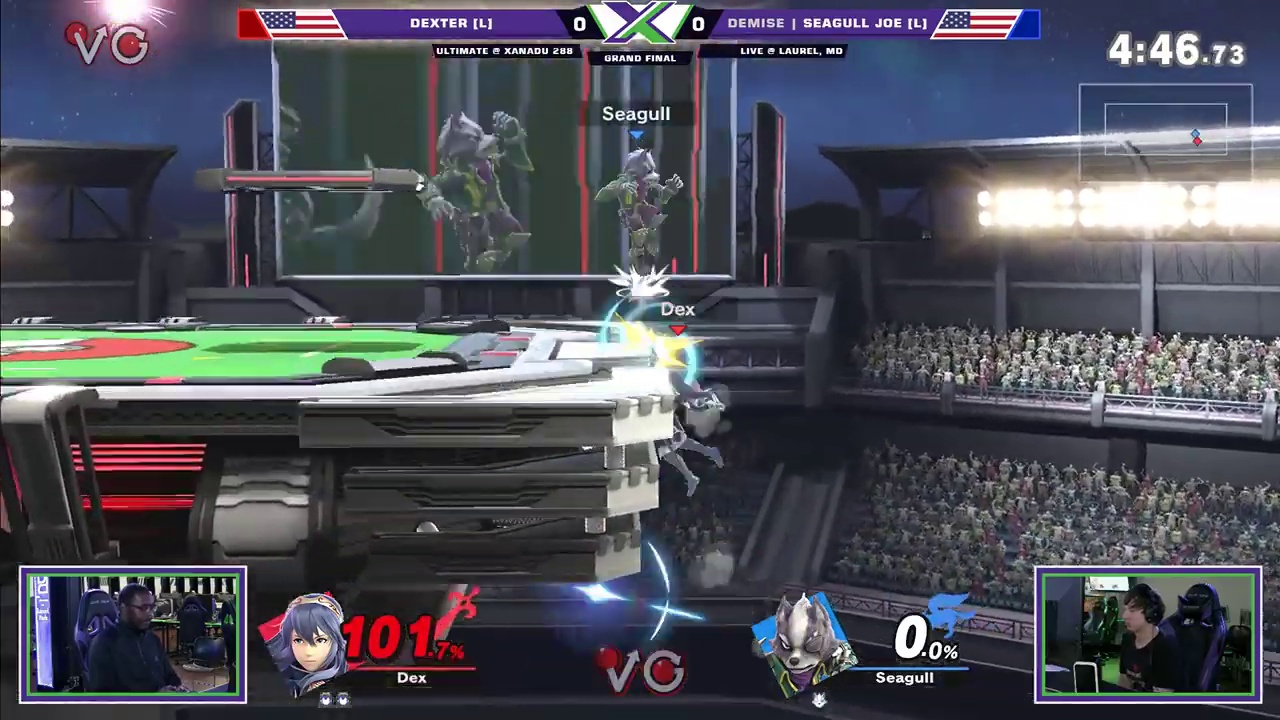 DEXTER [L]
0
0
DEMISE | SEAGULL JOE [L]
ULTIMATE @ XANADU 288
GRAND FINAL
LIVE @ LAUREL, MD
VG
4:46.73
Seagull
Dex
101.7%
Dex
VG
0.0%
Seagull